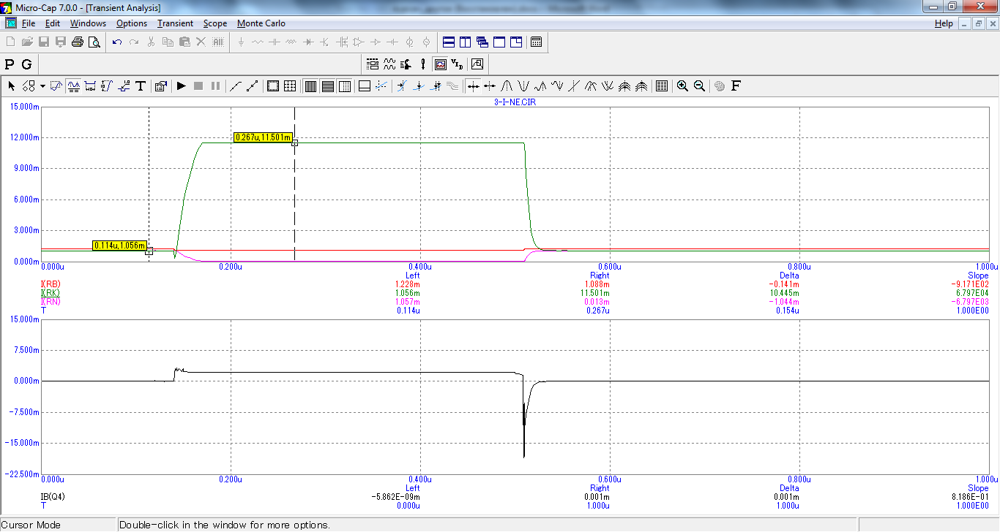 Micro-Cap 7.0.0 - [Transient Analysis]
File Edit Windows Options Transient Scope Monte Carlo Help
P G
T F
3-I-NE.CIR
15.000m
12.000m
9.000m
6.000m
3.000m
0.000m
0.267u,11.501m
0.114u,1.056m
0.000u 0.200u 0.400u 0.600u 0.800u 1.000u
Left Right Delta Slope
I(RB) 1.228m 1.088m -0.141m -9.171E02
I(RK) 1.056m 11.501m 10.445m 6.797E04
I(RN) 1.057m 0.013m -1.044m -6.797E03
T 0.114u 0.267u 0.154u 1.000E00
15.000m
7.500m
0.000m
-7.500m
-15.000m
-22.500m
0.000u 0.200u 0.400u 0.600u 0.800u 1.000u
Left Right Delta Slope
IB(Q4) -5.862E-09m 0.001m 0.001m 8.186E-01
T 0.000u 1.000u 1.000u 1.000E00
Cursor Mode
Double-click in the window for more options.